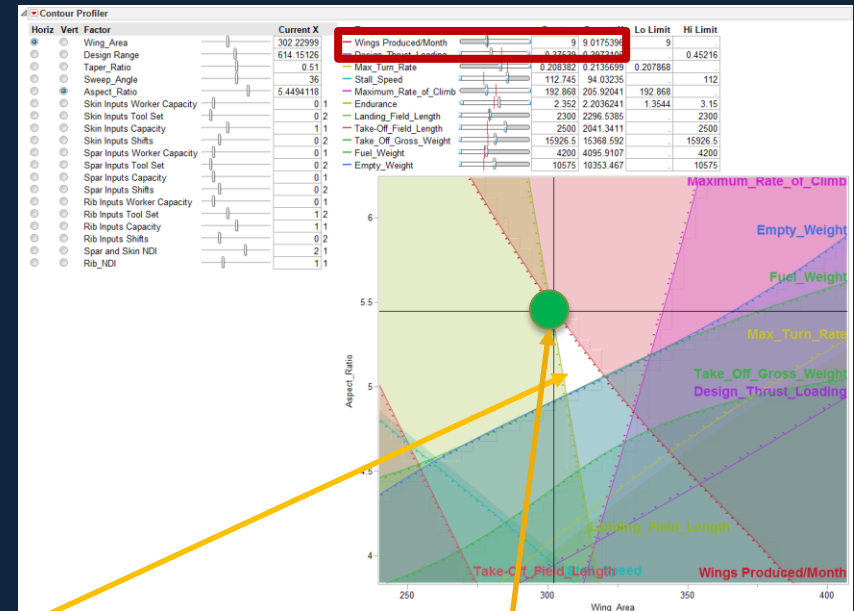 Contour Profiler
Horiz Vert Factor Current X
Wing_Area 302.22999
Design Range 614.15126
Taper_Ratio 0.51
Sweep_Angle 36
Aspect_Ratio 5.4494118
Skin Inputs Worker Capacity 0 1
Skin Inputs Tool Set 0 2
Skin Inputs Capacity 1 1
Skin Inputs Shifts 0 2
Spar Inputs Worker Capacity 0 1
Spar Inputs Tool Set 0 2
Spar Inputs Capacity 0 1
Spar Inputs Shifts 0 2
Rib Inputs Worker Capacity 0 1
Rib Inputs Tool Set 1 2
Rib Inputs Capacity 1 1
Rib Inputs Shifts 0 2
Spar and Skin NDI 2 1
Rib_NDI 1 1
Lo Limit Hi Limit
Wings Produced/Month 9 9.0175396 9
Design_Thrust_Loading 0.45216
Max_Turn_Rate 0.208382 0.2135699 0.207868
Stall_Speed 112.745 94.03235 112
Maximum_Rate_of_Climb 192.868 205.92041 192.868
Endurance 2.352 2.2036241 1.3544 3.15
Landing_Field_Length 2300 2296.5385 2300
Take-Off_Field_Length 2500 2041.3411 2500
Take_Off_Gross_Weight 15926.5 15368.592 15926.5
Fuel_Weight 4200 4095.9107 4200
Empty_Weight 10575 10353.467 10575
Maximum_Rate_of_Climb
6
Empty_Weight
Fuel_Weight
5.5
Max_Turn_Rate
Take_Off_Gross_Weight
5
Design_Thrust_Loading
Aspect_Ratio
4.5
Landing_Field_Length
4
Take-Off_Field_Length
Wings Produced/Month
250 300 350 400
Wing_Area